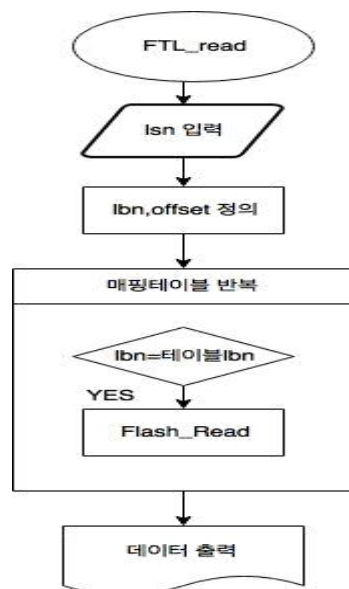 FTL_read
lsn 입력
lbn,offset 정의
매핑테이블 반복
lbn=테이블lbn
YES
Flash_Read
데이터 출력